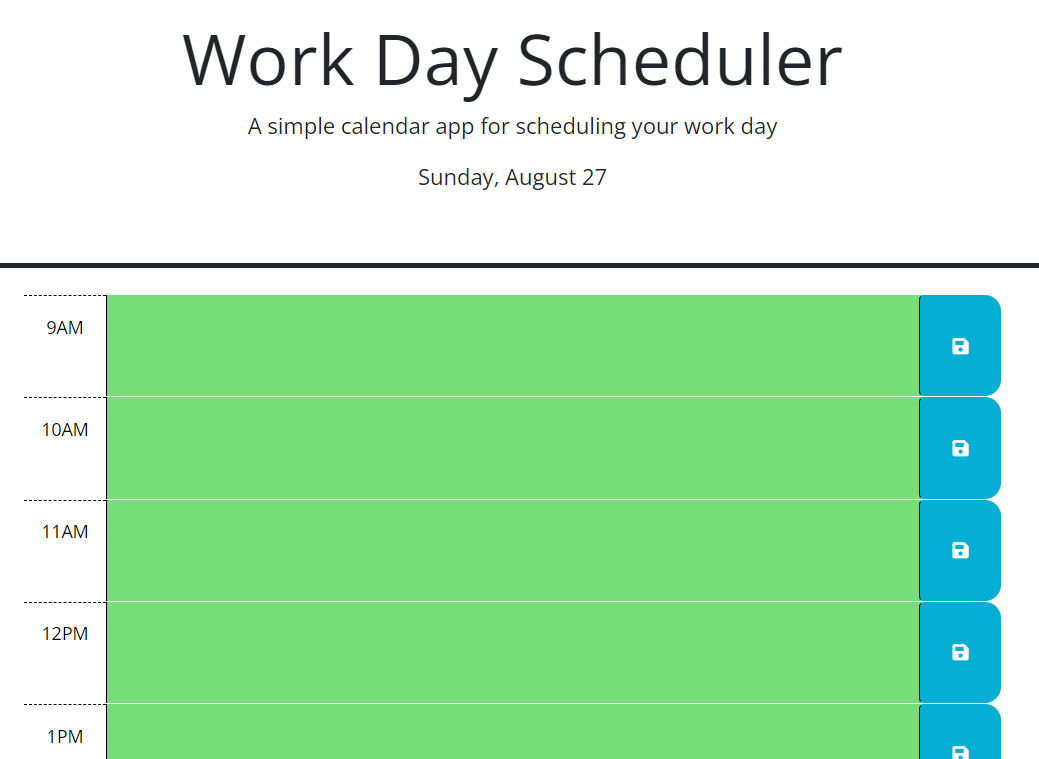 Work Day Scheduler
A simple calendar app for scheduling your work day
Sunday, August 27
9AM
10AM
11AM
12PM
1PM